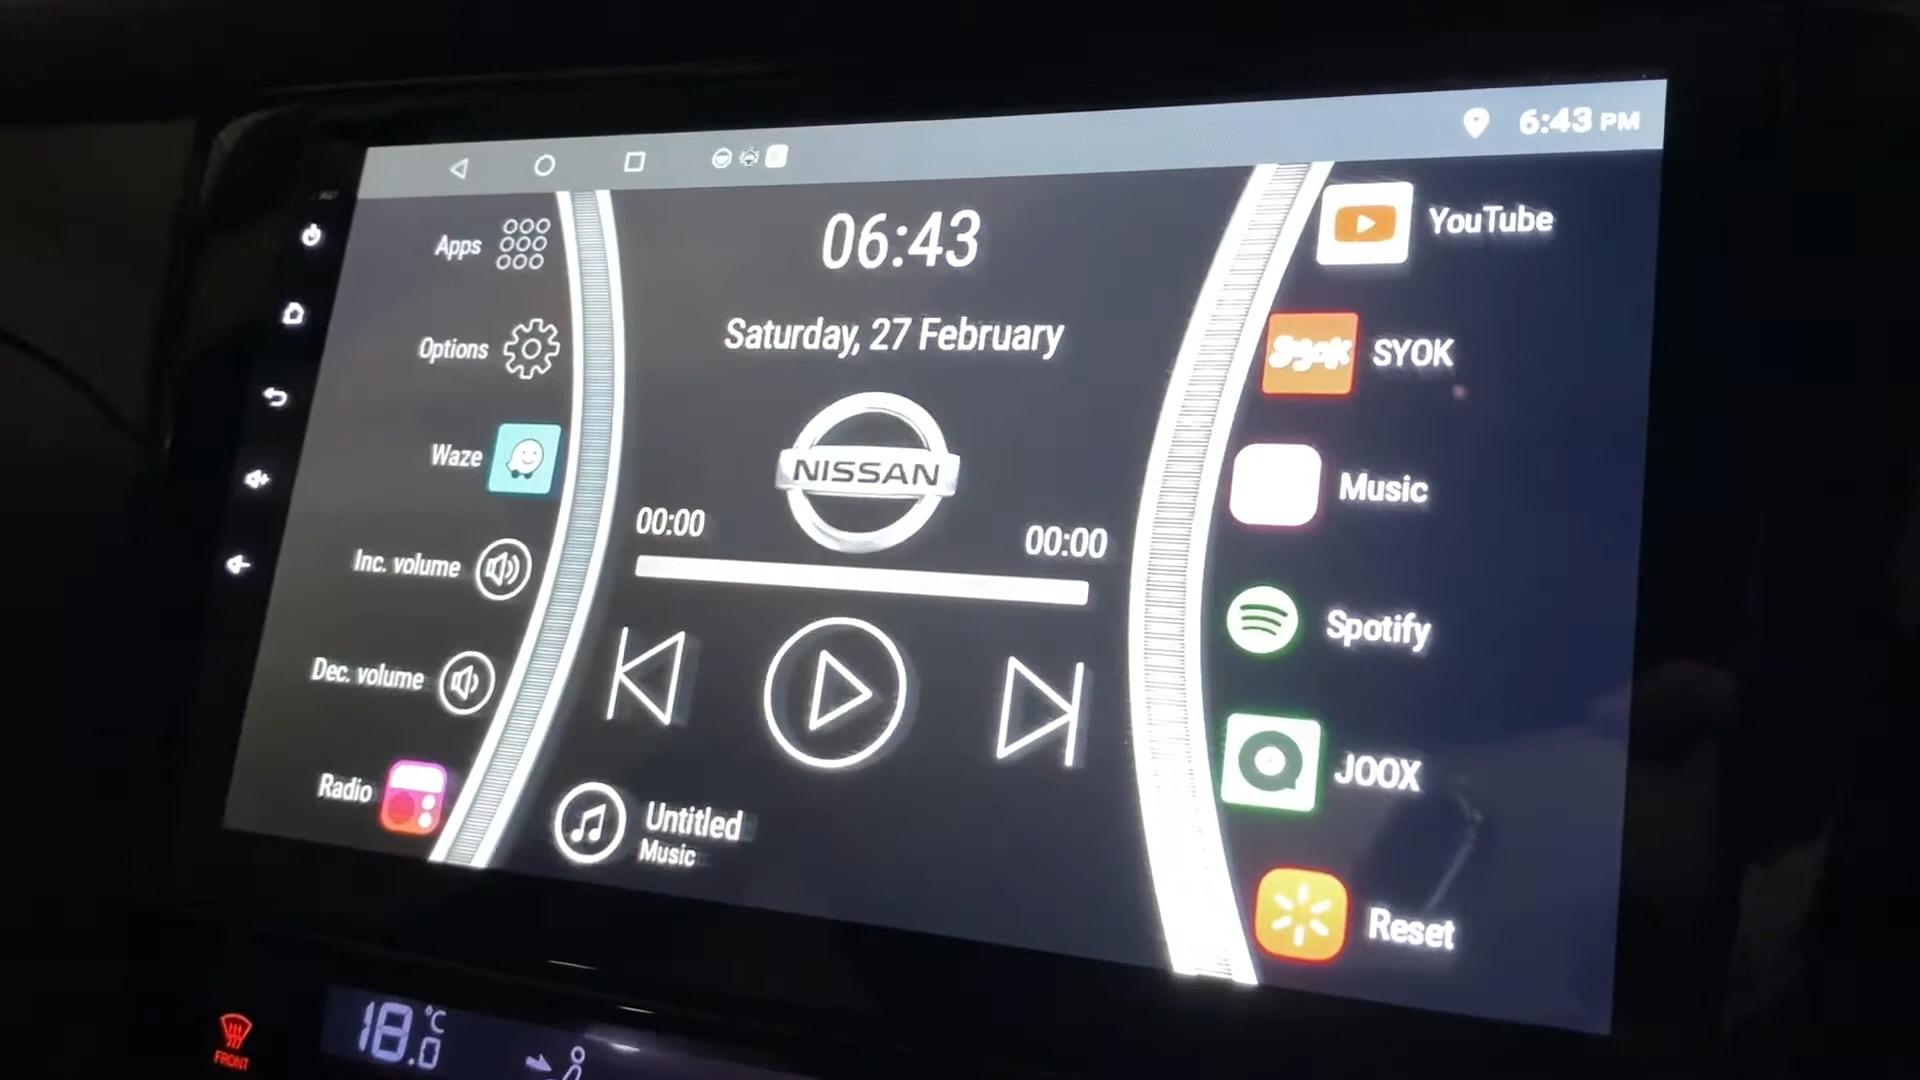 6:43 PM
06:43
Saturday, 27 February
Apps
Options
Waze
Inc. volume
Dec. volume
Radio
NISSAN
00:00
00:00
Untitled
Music
YouTube
SYOK
SYOK
Music
Spotify
JOOX
Reset
FRONT
18.0 °C